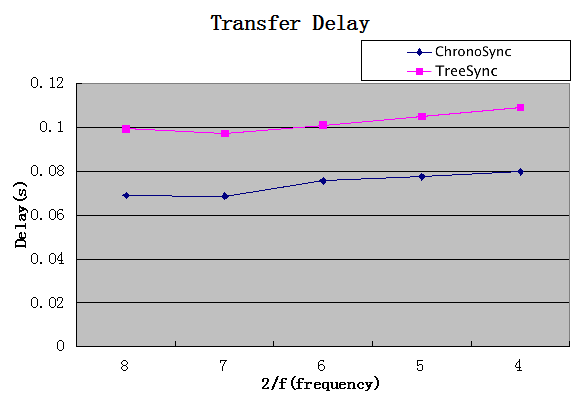 Transfer Delay
ChronoSync
TreeSync
0.12
0.1
0.08
0.06
0.04
0.02
0
Delay(s)
8 7 6 5 4
2/f(frequency)